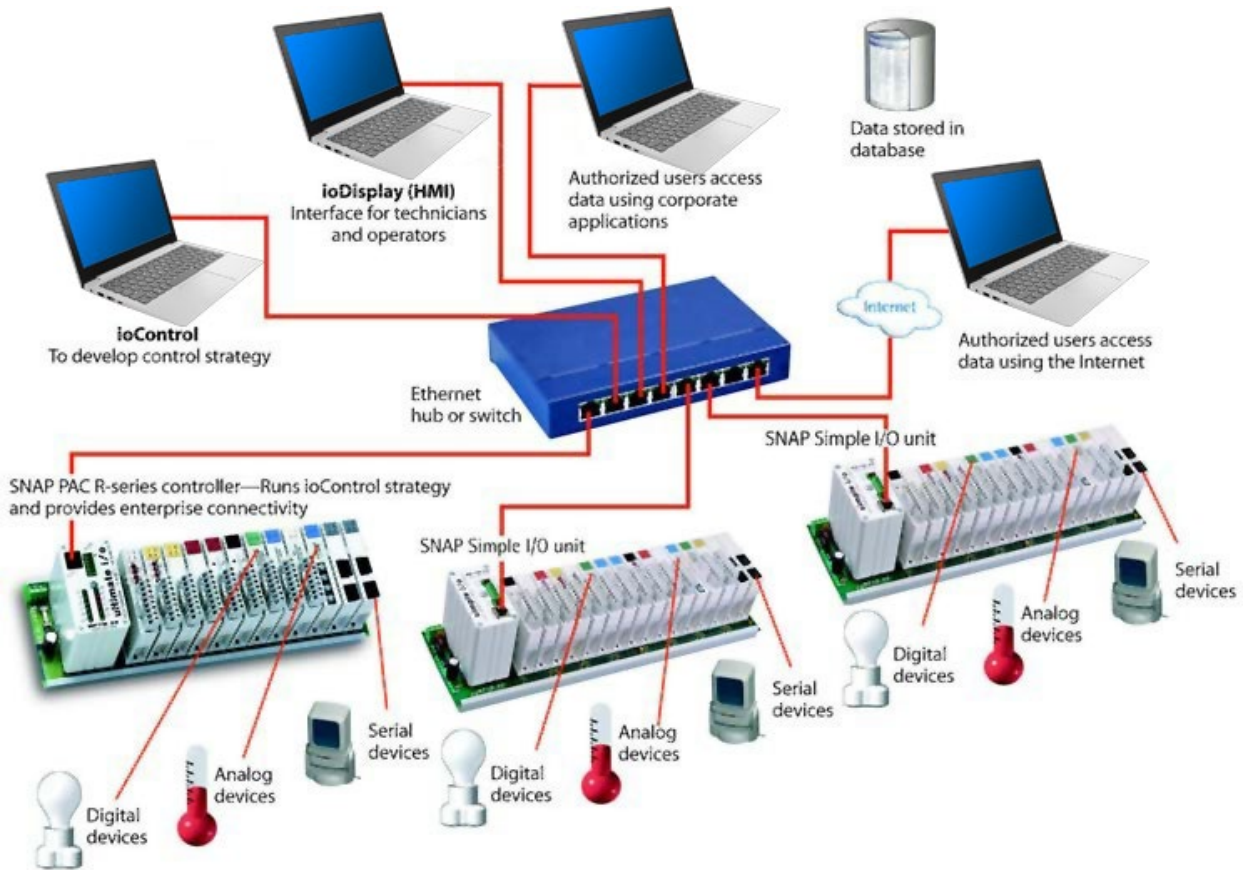 Data stored in
database
ioDisplay (HMI)
Interface for technicians
and operators
Authorized users access
data using corporate
applications
ioControl
To develop control strategy
Internet
Authorized users access
data using the Internet
Ethernet
hub or switch
SNAP Simple I/O unit
SNAP PAC R-series controller—Runs ioControl strategy
and provides enterprise connectivity
SNAP Simple I/O unit
ultimate I/O
Serial
devices
Analog
devices
Digital
devices
Serial
devices
Analog
devices
Digital
devices
Serial
devices
Analog
devices
Digital
devices